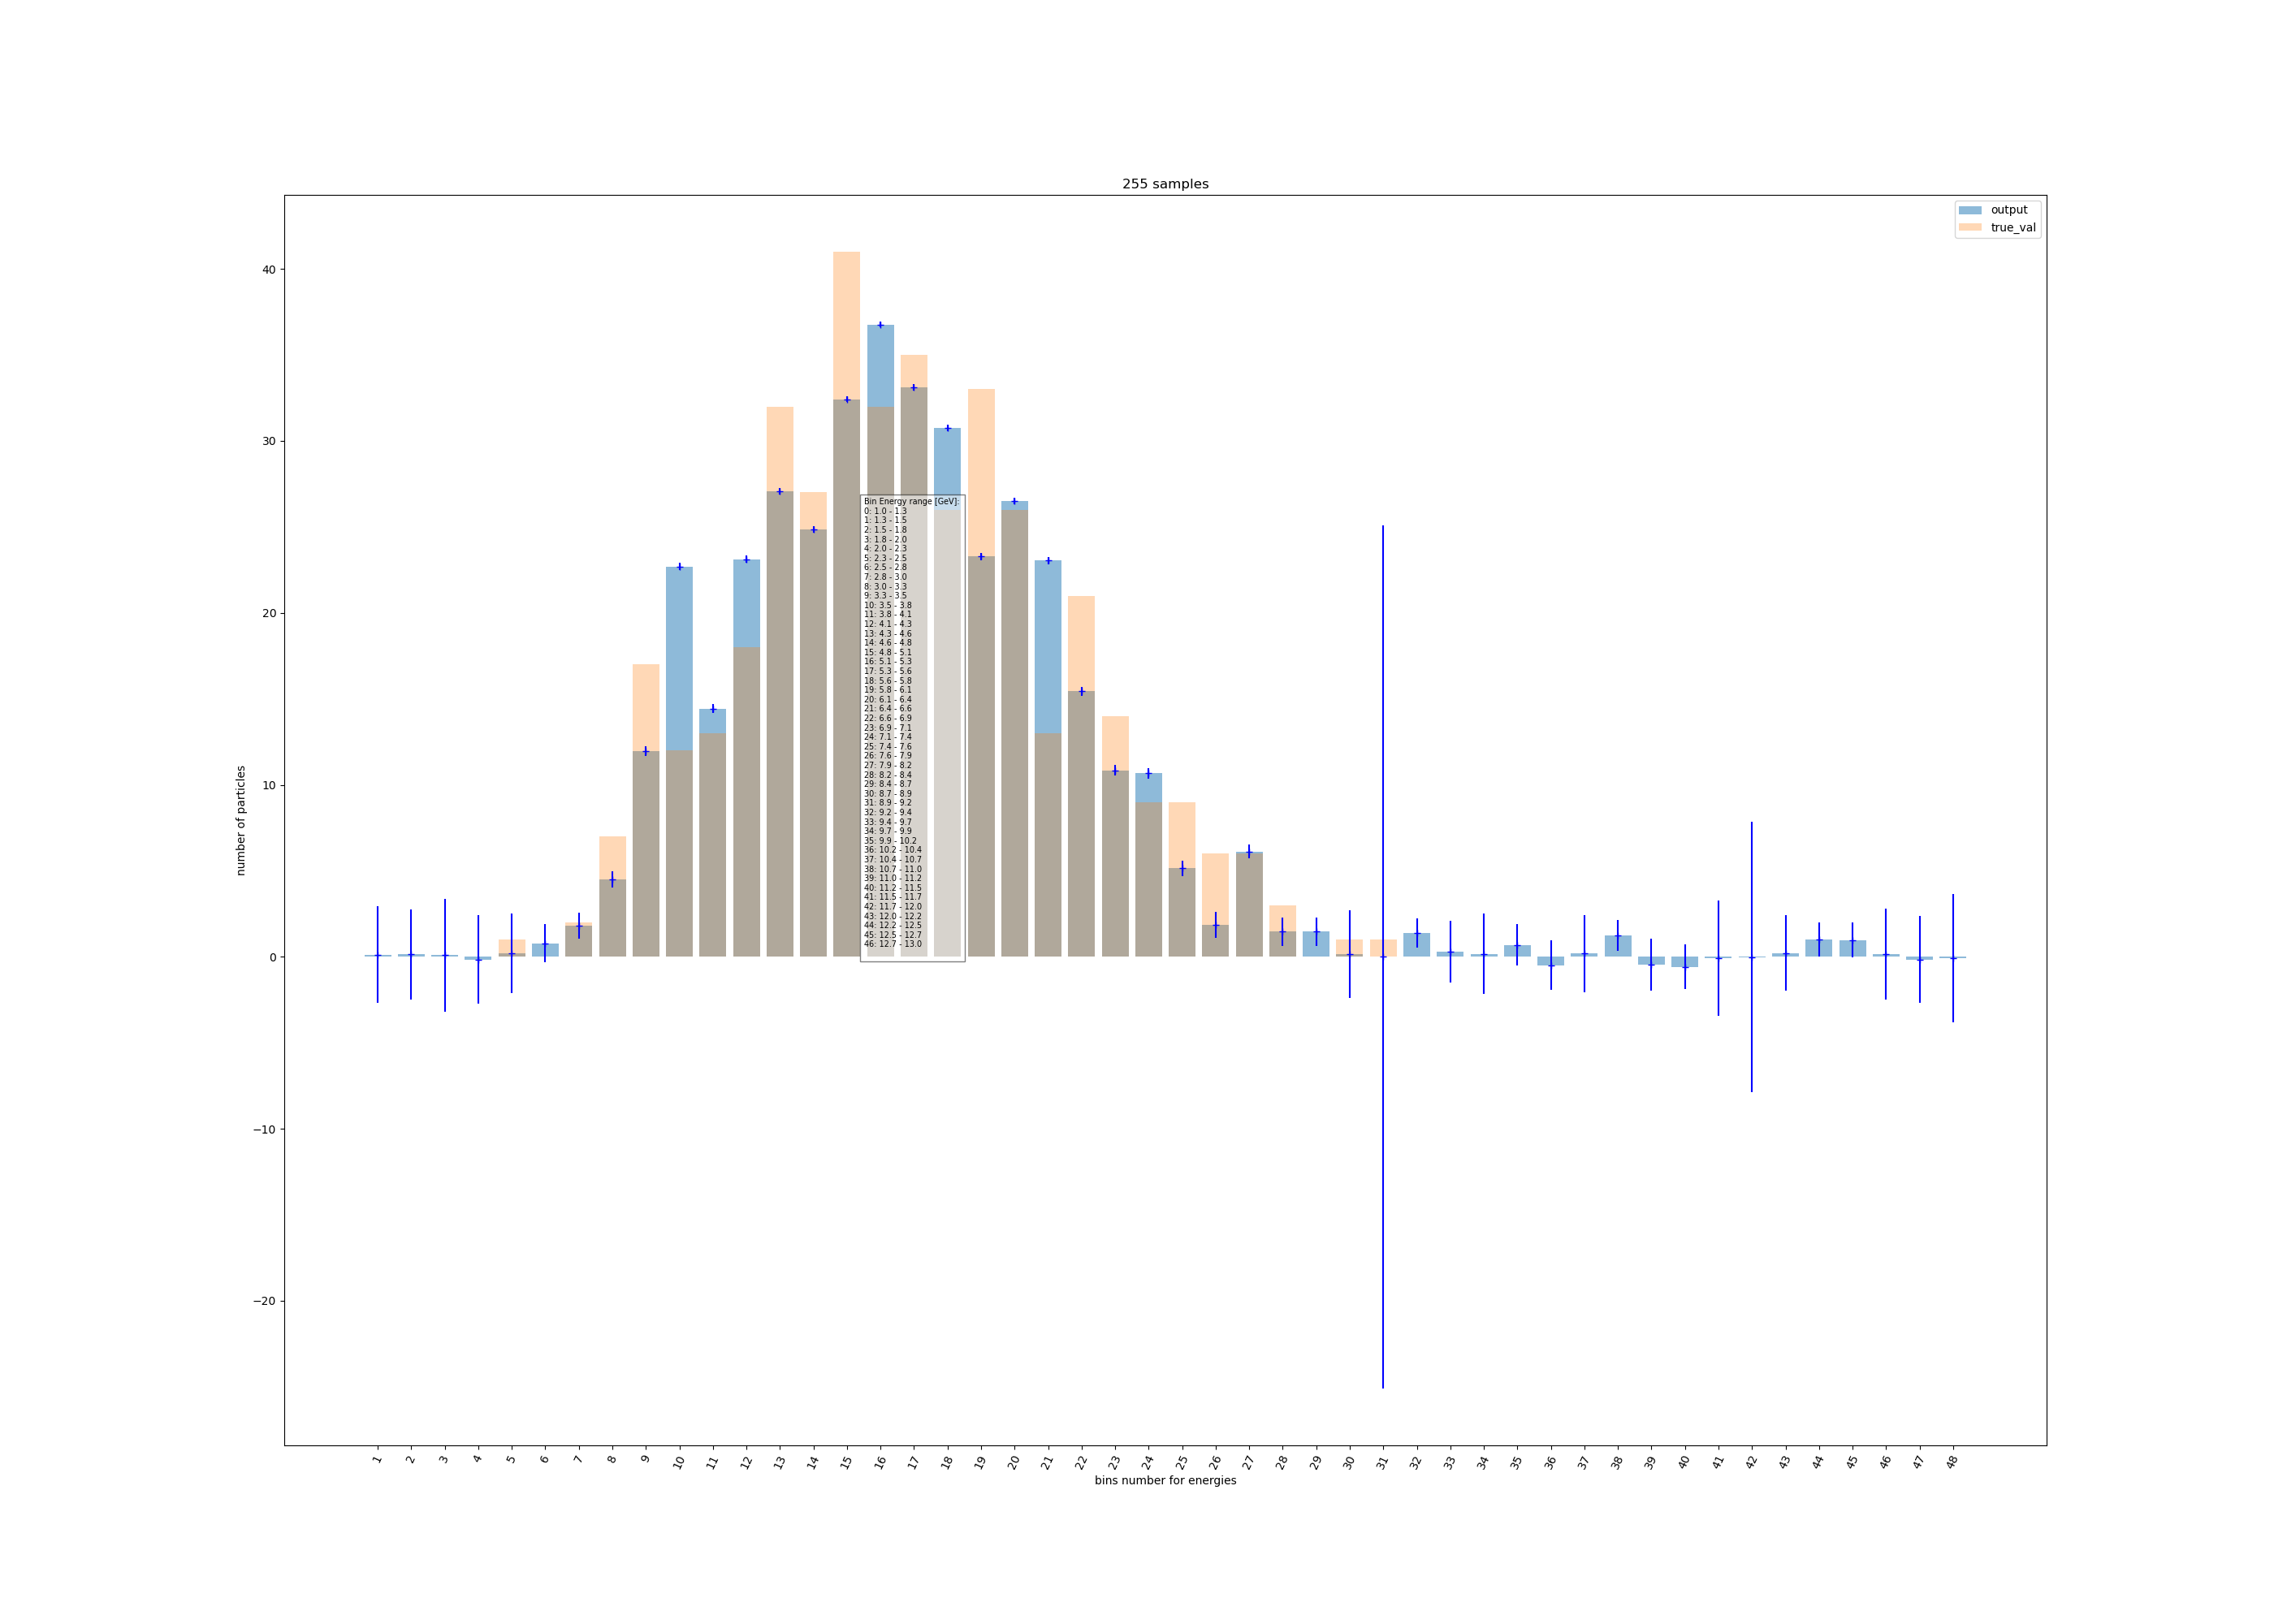 255 samples
output
true_val
40
30
20
10
0
−10
−20
number of particles
Bin Energy range [GeV]:
0: 1.0 - 1.3
1: 1.3 - 1.5
2: 1.5 - 1.8
3: 1.8 - 2.0
4: 2.0 - 2.3
5: 2.3 - 2.5
6: 2.5 - 2.8
7: 2.8 - 3.0
8: 3.0 - 3.3
9: 3.3 - 3.5
10: 3.5 - 3.8
11: 3.8 - 4.1
12: 4.1 - 4.3
13: 4.3 - 4.6
14: 4.6 - 4.8
15: 4.8 - 5.1
16: 5.1 - 5.3
17: 5.3 - 5.6
18: 5.6 - 5.8
19: 5.8 - 6.1
20: 6.1 - 6.4
21: 6.4 - 6.6
22: 6.6 - 6.9
23: 6.9 - 7.1
24: 7.1 - 7.4
25: 7.4 - 7.6
26: 7.6 - 7.9
27: 7.9 - 8.2
28: 8.2 - 8.4
29: 8.4 - 8.7
30: 8.7 - 8.9
31: 8.9 - 9.2
32: 9.2 - 9.4
33: 9.4 - 9.7
34: 9.7 - 9.9
35: 9.9 - 10.2
36: 10.2 - 10.4
37: 10.4 - 10.7
38: 10.7 - 11.0
39: 11.0 - 11.2
40: 11.2 - 11.5
41: 11.5 - 11.7
42: 11.7 - 12.0
43: 12.0 - 12.2
44: 12.2 - 12.5
45: 12.5 - 12.7
46: 12.7 - 13.0
1 2 3 4 5 6 7 8 9 10 11 12 13 14 15 16 17 18 19 20 21 22 23 24 25 26 27 28 29 30 31 32 33 34 35 36 37 38 39 40 41 42 43 44 45 46 47 48
bins number for energies